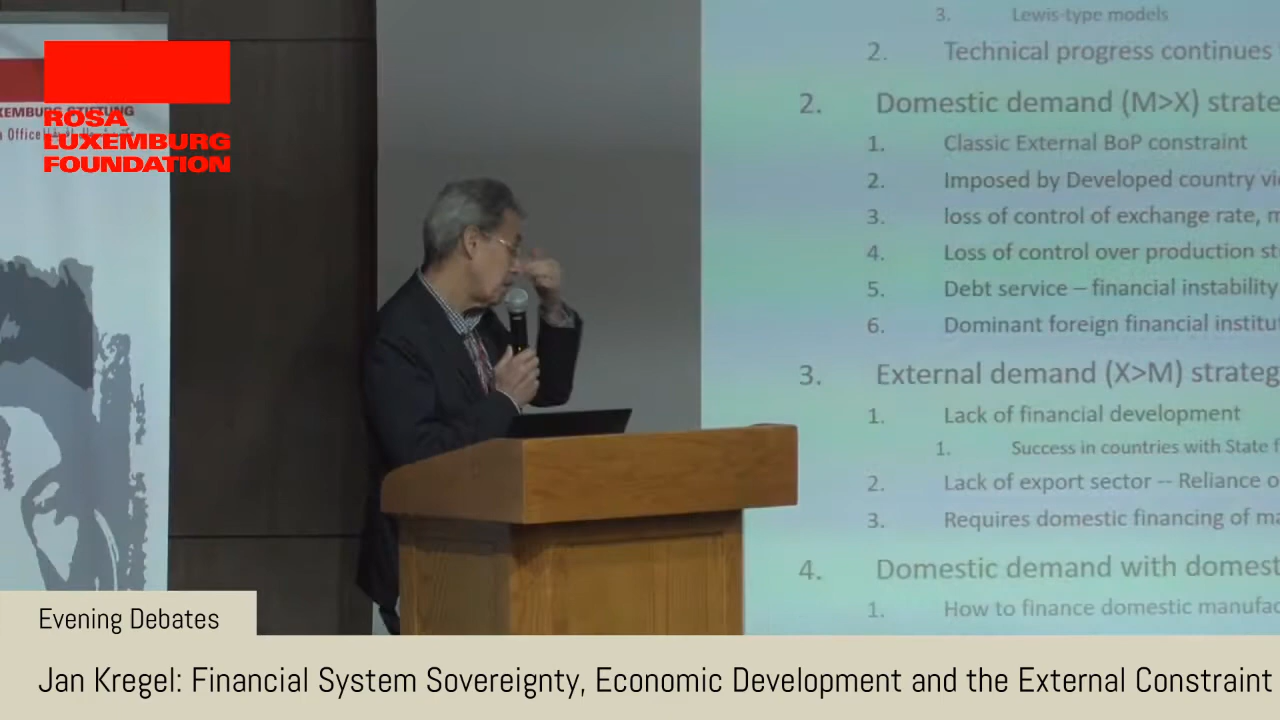 XEMBURG STIFTUNG
Office
ROSA
LUXEMBURG
FOUNDATION
3. Lewis-type models
2. Technical progress continues
2. Domestic demand (M>X) strate
1. Classic External BoP constraint
2. Imposed by Developed country vi
3. loss of control of exchange rate, m
4. Loss of control over production st
5. Debt service – financial instability
6. Dominant foreign financial institu
3. External demand (X>M) strateg
1. Lack of financial development
1. Success in countries with State f
2. Lack of export sector -- Reliance o
3. Requires domestic financing of ma
4. Domestic demand with domest
1. How to finance domestic manufac
Evening Debates
Jan Kregel: Financial System Sovereignty, Economic Development and the External Constraint